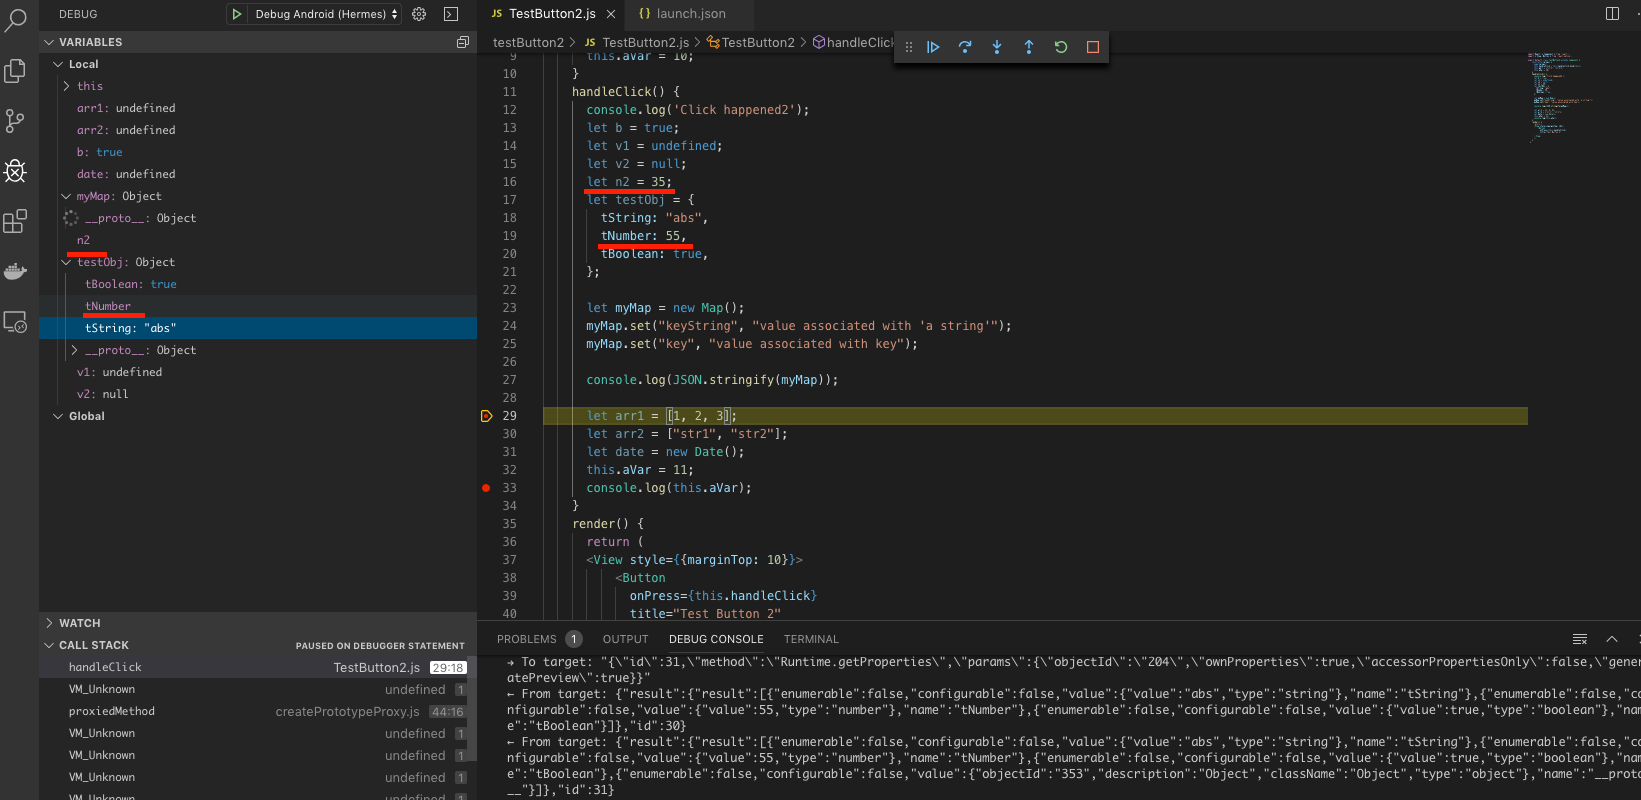 DEBUG
Debug Android (Hermes)
VARIABLES
Local
this
arr1: undefined
arr2: undefined
b: true
date: undefined
myMap: Object
__proto__: Object
n2
testObj: Object
tBoolean: true
tNumber
tString: "abs"
__proto__: Object
v1: undefined
v2: null
Global
WATCH
CALL STACK
PAUSED ON DEBUGGER STATEMENT
handleClick TestButton2.js 29:18
VM_Unknown undefined 1
proxiedMethod createPrototypeProxy.js 44:16
VM_Unknown undefined 1
VM_Unknown undefined 1
VM_Unknown undefined 1
VM_Unknown undefined 1
JS TestButton2.js
{} launch.json
testButton2 > JS TestButton2.js > TestButton2 > handleClic
9 this.aVar = 10;
10 }
11 handleClick() {
12 console.log('Click happened2');
13 let b = true;
14 let v1 = undefined;
15 let v2 = null;
16 let n2 = 35;
17 let testObj = {
18 tString: "abs",
19 tNumber: 55,
20 tBoolean: true,
21 };
22
23 let myMap = new Map();
24 myMap.set("keyString", "value associated with 'a string'");
25 myMap.set("key", "value associated with key");
26
27 console.log(JSON.stringify(myMap));
28
29 let arr1 = [1, 2, 3];
30 let arr2 = ["str1", "str2"];
31 let date = new Date();
32 this.aVar = 11;
33 console.log(this.aVar);
34 }
35 render() {
36 return (
37 <View style={{marginTop: 10}}>
38 <Button
39 onPress={this.handleClick}
40 title="Test Button 2"
PROBLEMS 1 OUTPUT DEBUG CONSOLE TERMINAL
→ To target: "{\"id\":31,\"method\":\"Runtime.getProperties\",\"params\":{\"objectId\":\"204\",\"ownProperties\":true,\"accessorPropertiesOnly\":false,\"gener
atePreview\":true}}"
← From target: {"result":{"result":[{"enumerable":false,"configurable":false,"value":{"value":"abs","type":"string"},"name":"tString"},{"enumerable":false,"co
nfigurable":false,"value":{"value":55,"type":"number"},"name":"tNumber"},{"enumerable":false,"configurable":false,"value":{"value":true,"type":"boolean"},"nam
e":"tBoolean"}]},"id":30}
← From target: {"result":{"result":[{"enumerable":false,"configurable":false,"value":{"value":"abs","type":"string"},"name":"tString"},{"enumerable":false,"co
nfigurable":false,"value":{"value":55,"type":"number"},"name":"tNumber"},{"enumerable":false,"configurable":false,"value":{"value":true,"type":"boolean"},"nam
e":"tBoolean"},{"enumerable":false,"configurable":false,"value":{"objectId":"353","description":"Object","className":"Object","type":"object"},"name":"__proto
__"}]},"id":31}